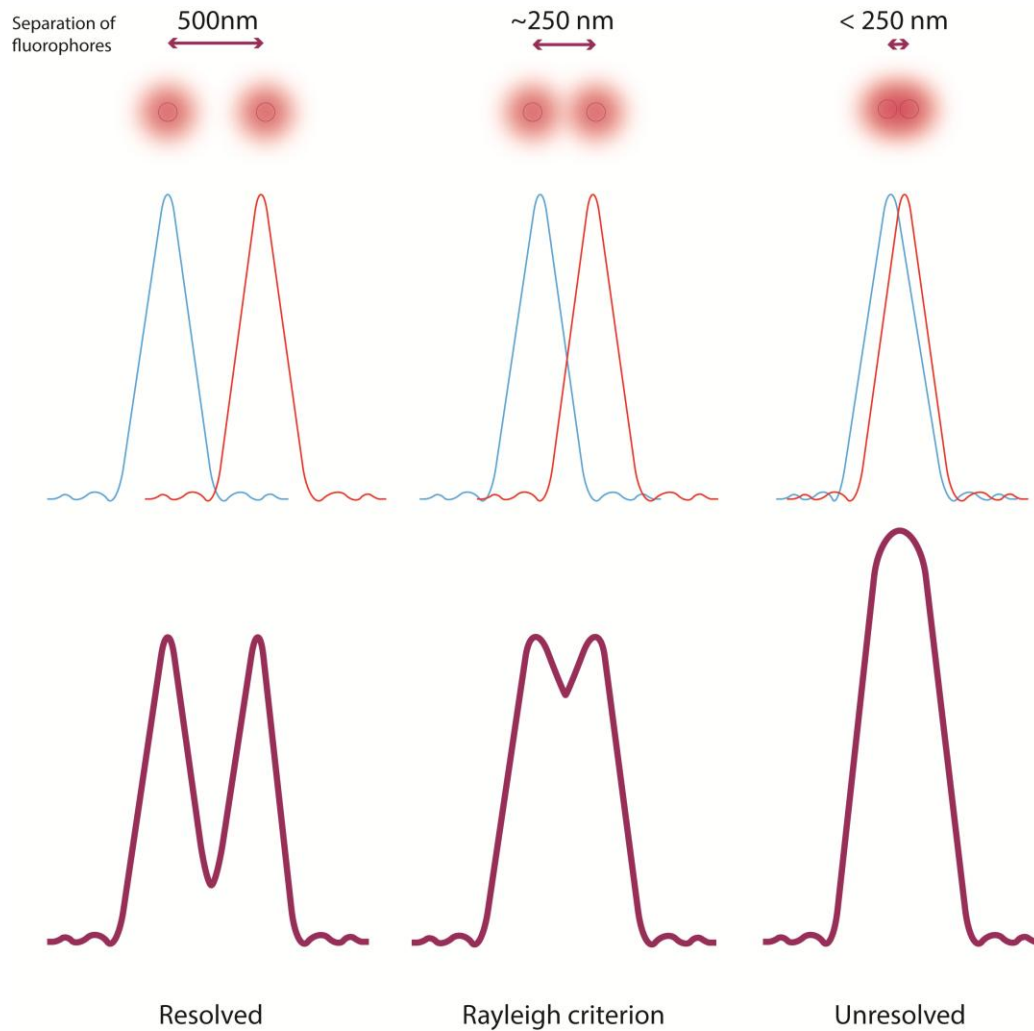 Separation of
fluorophores
500nm
~250 nm
< 250 nm
Resolved
Rayleigh criterion
Unresolved